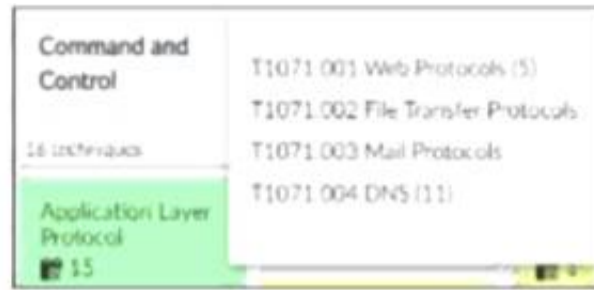 Command and
Control
16 techniques
Application Layer
Protocol
15
T1071.001 Web Protocols (5)
T1071.002 File Transfer Protocols
T1071.003 Mail Protocols
T1071.004 DNS (11)